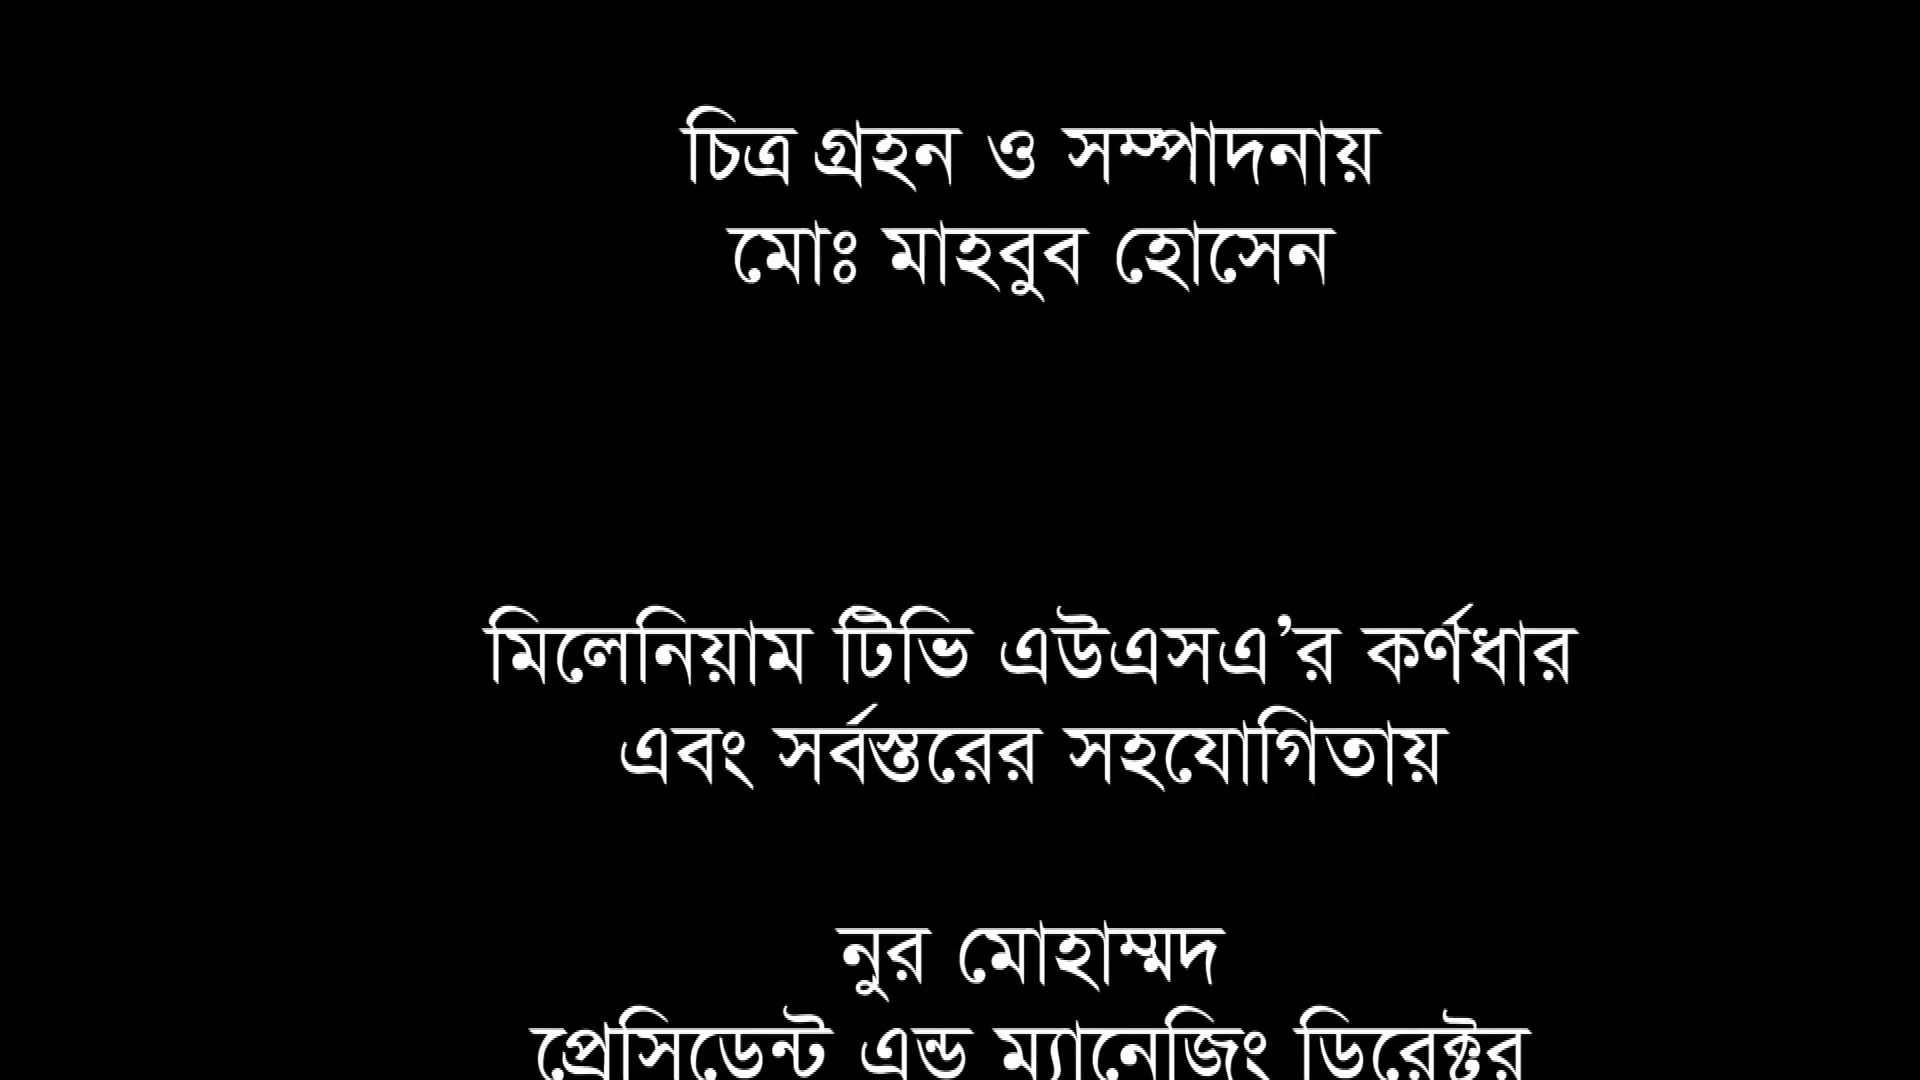 চিত্র গ্রহন ও সম্পাদনায়
মোঃ মাহবুব হোসেন
মিলেনিয়াম টিভি এউএসএ’র কর্ণধার
এবং সর্বস্তরের সহযোগিতায়
নুর মোহাম্মদ
প্রেসিডেন্ট এন্ড ম্যানেজিং ডিরেক্টর